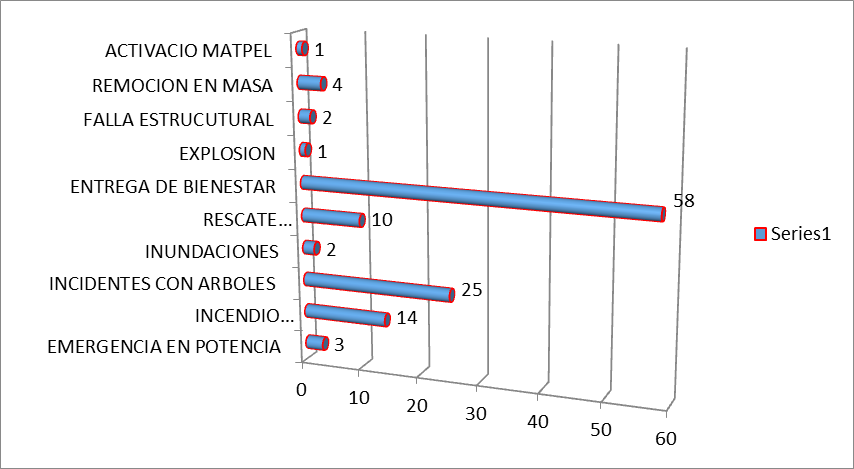 ACTIVACIO MATPEL 1
REMOCION EN MASA 4
FALLA ESTRUCUTURAL 2
EXPLOSION 1
ENTREGA DE BIENESTAR 58
RESCATE... 10
INUNDACIONES 2
INCIDENTES CON ARBOLES 25
INCENDIO... 14
EMERGENCIA EN POTENCIA 3
0 10 20 30 40 50 60
Series1